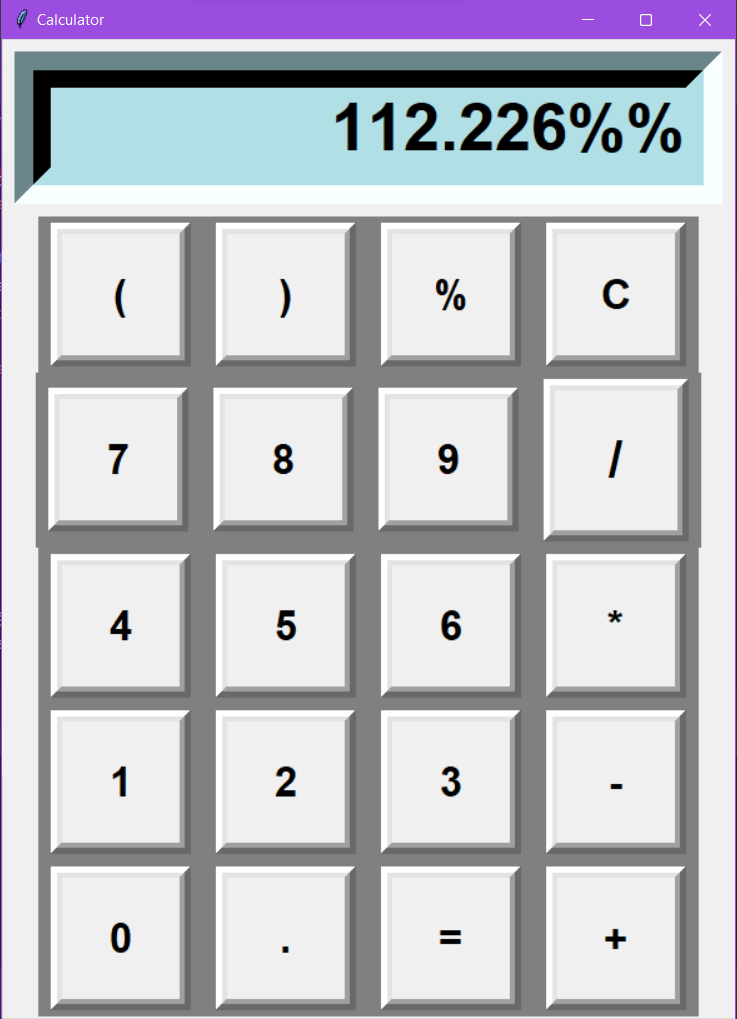 Calculator
112.226%%
( ) % C
7 8 9 /
4 5 6 *
1 2 3 -
0 . = +